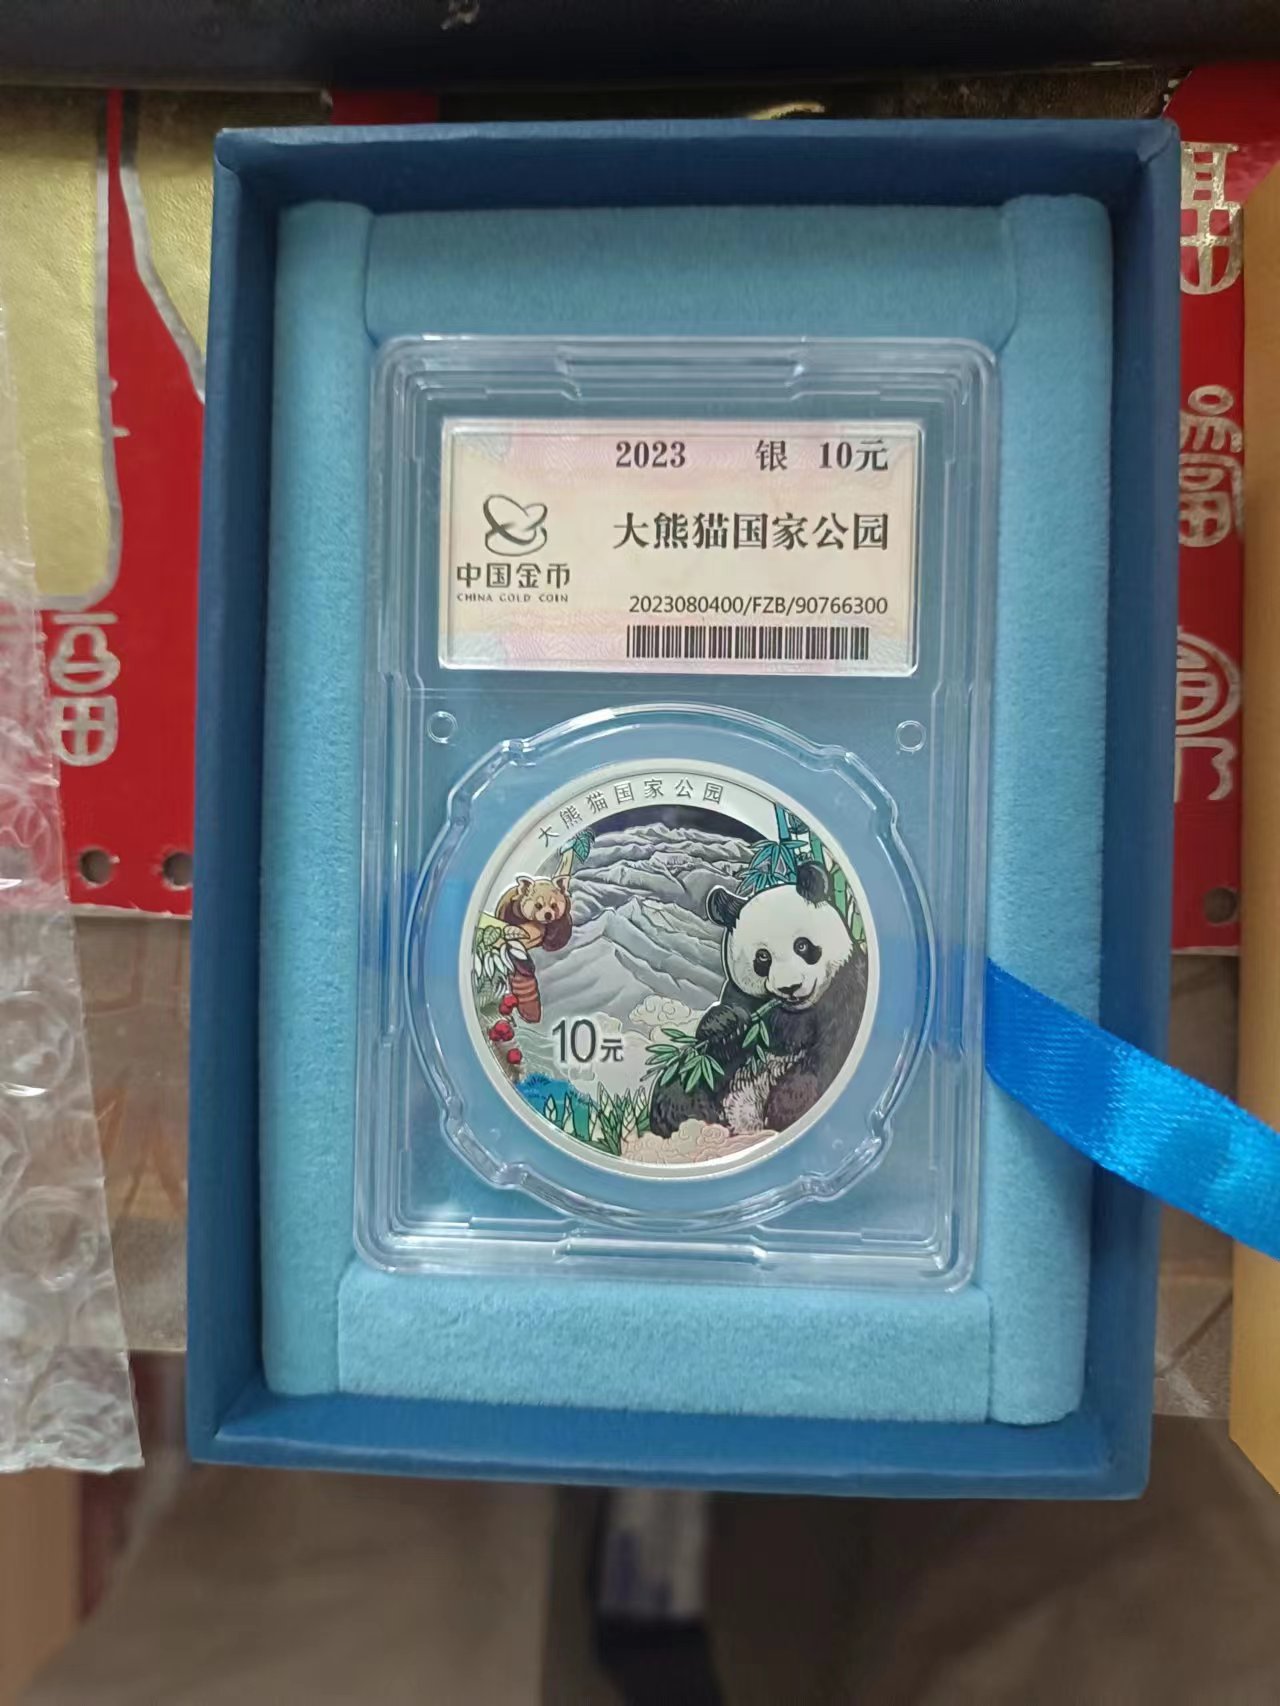 2023 银 10元
大熊猫国家公园
中国金币
CHINA GOLD COIN
2023080400/FZB/90766300
大熊猫国家公园
10元
福